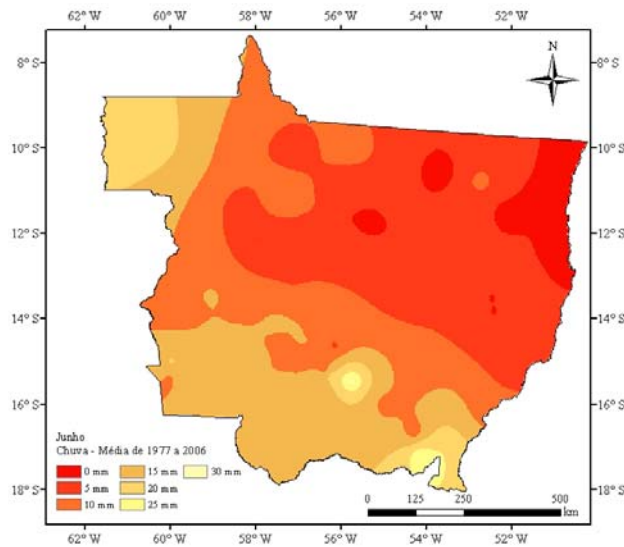 62° W 60° W 58° W 56° W 54° W 52° W
N
8° S 8° S
10° S 10° S
12° S 12° S
14° S 14° S
16° S 16° S
18° S 18° S
Junho
Chuva - Média de 1977 a 2006
0 mm 15 mm 30 mm
5 mm 20 mm
10 mm 25 mm
0 125 250 500
km
62° W 60° W 58° W 56° W 54° W 52° W